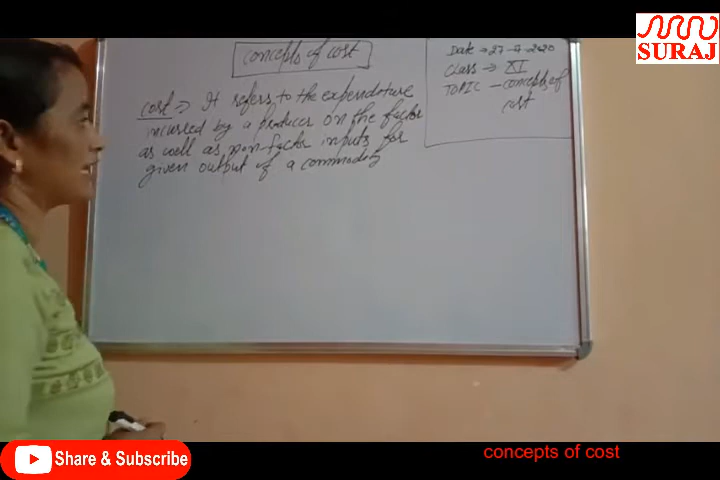 concepts of cost
Date → 27-7-2020
Class → XI
TOPIC - concepts of
cost
cost → It refers to the expendature
incurred by a producer on the factor
as well as non-factor inputs for
given output of a commodity
SURAJ
Share & Subscribe
concepts of cost